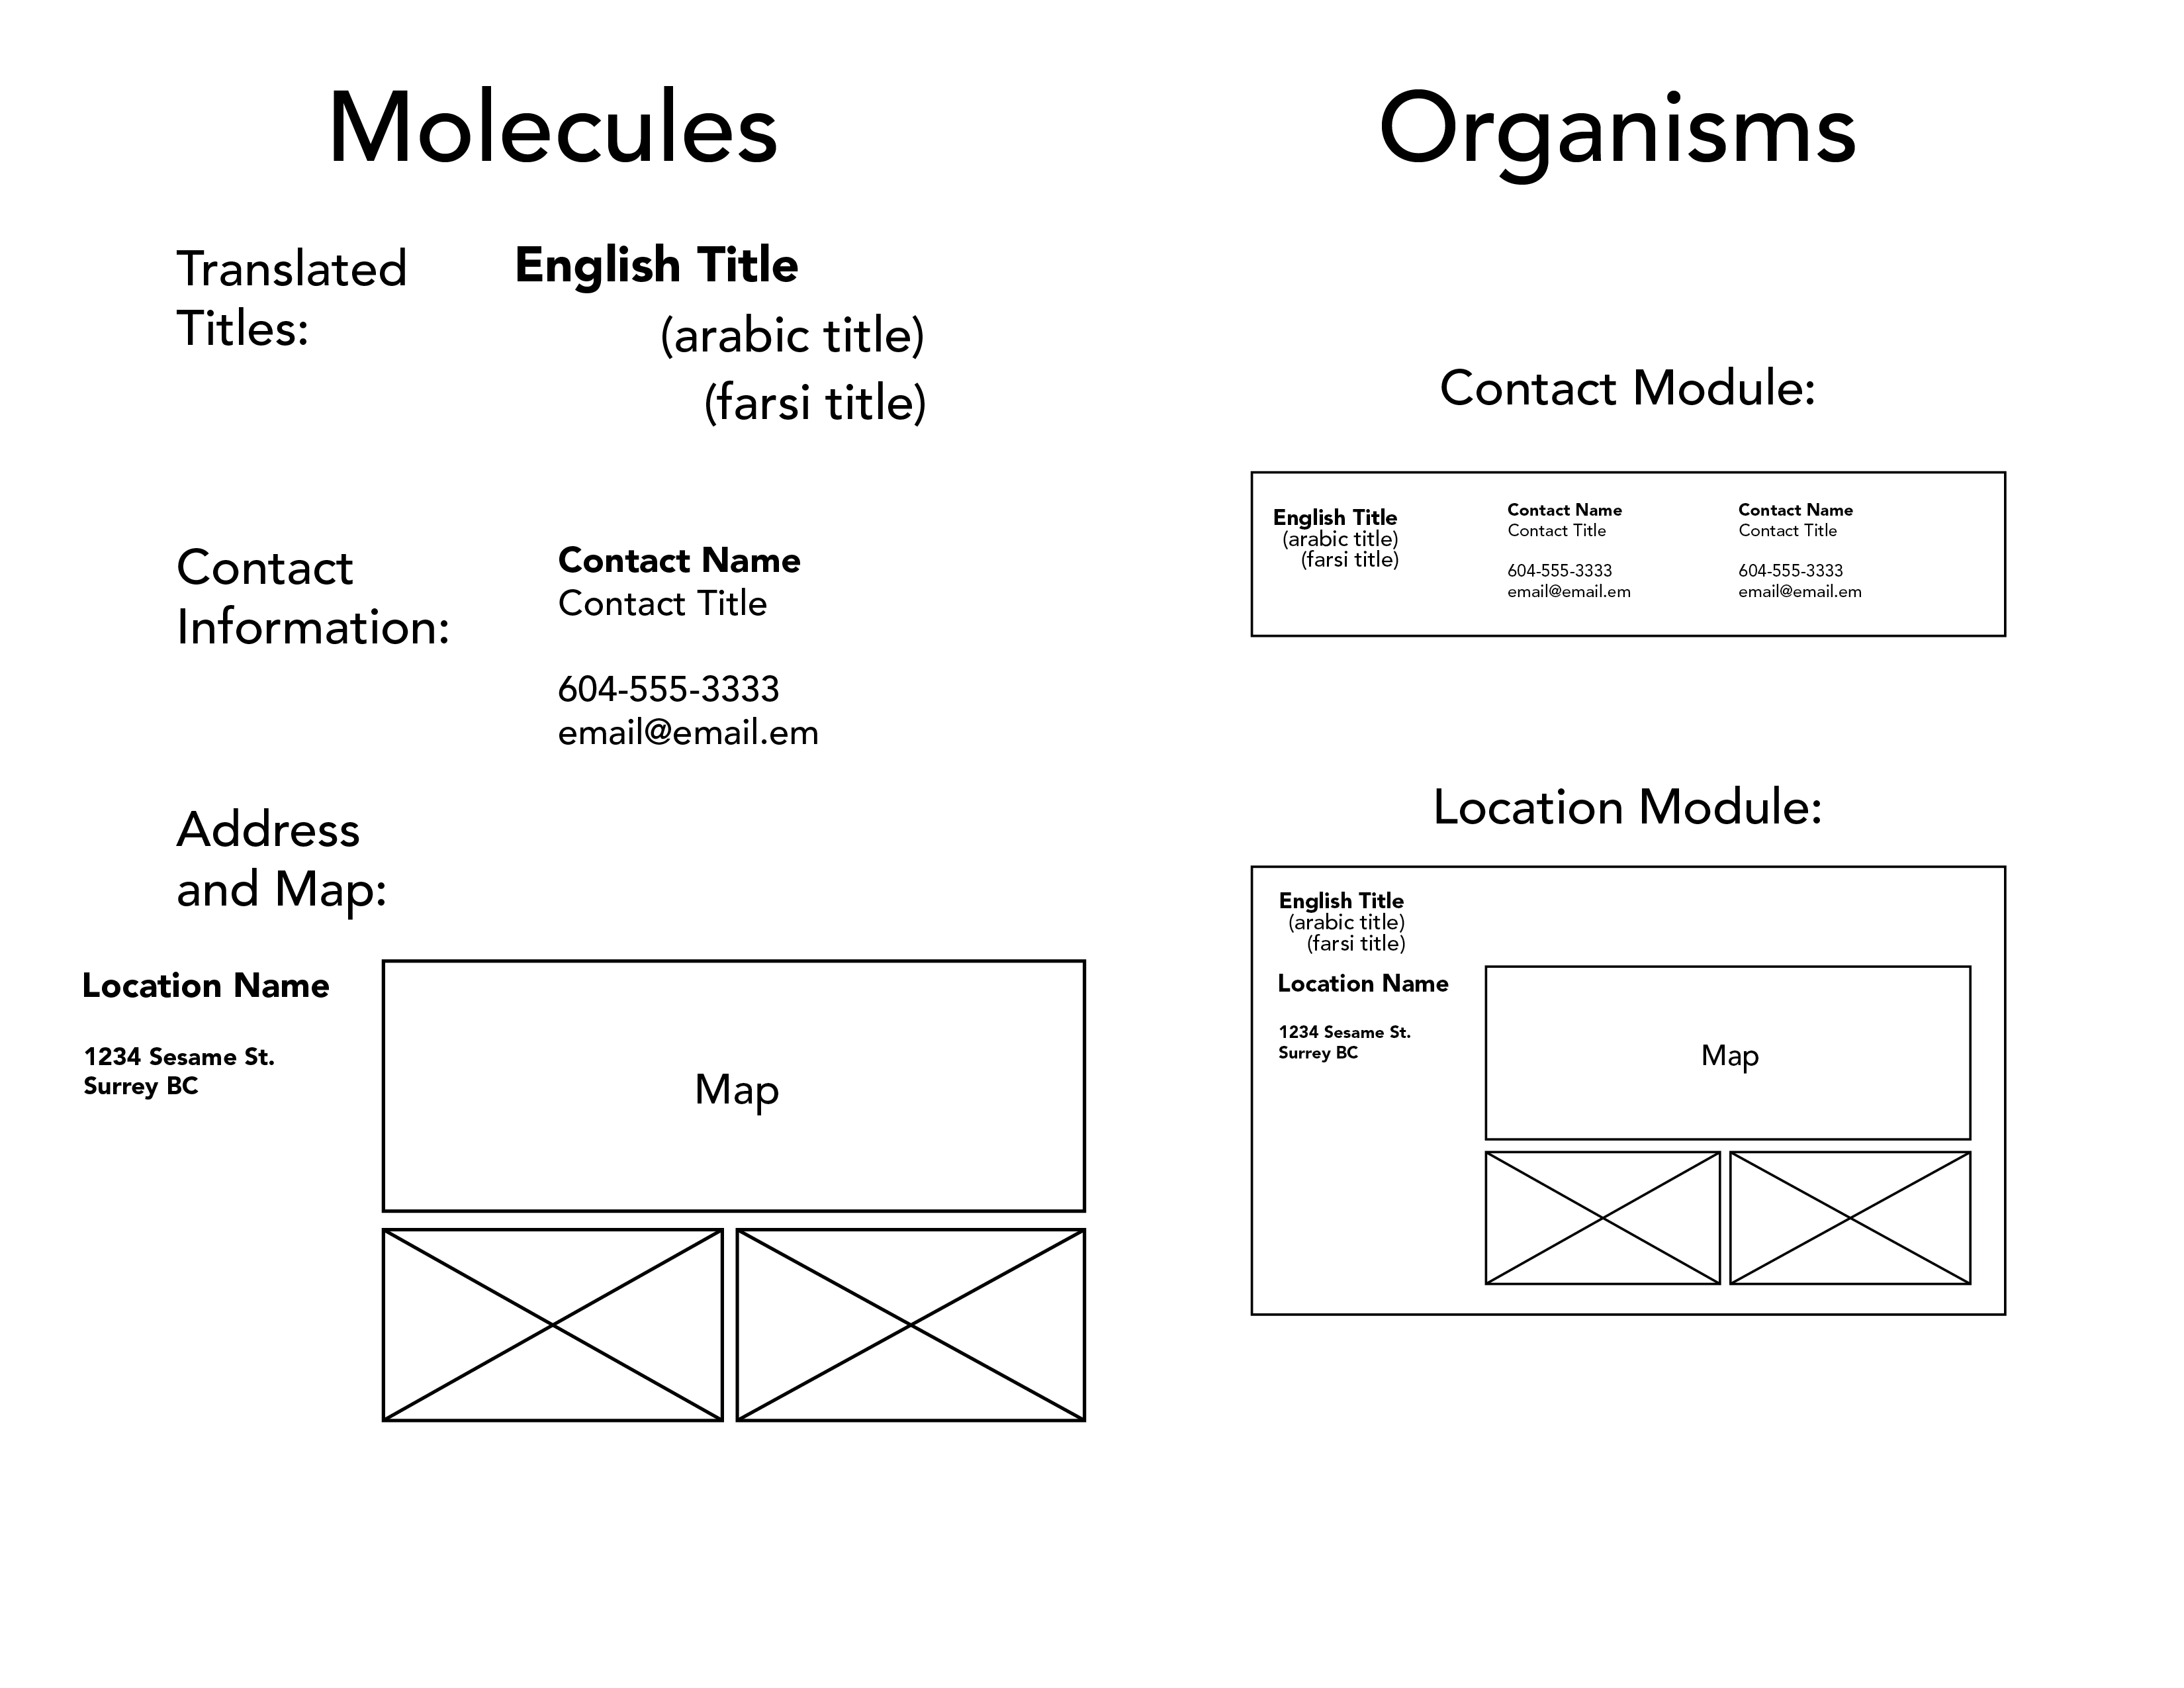 Molecules
Translated
Titles:
English Title
(arabic title)
(farsi title)
Contact
Information:
Contact Name
Contact Title
604-555-3333
email@email.em
Address
and Map:
Location Name
1234 Sesame St.
Surrey BC
Map
Organisms
Contact Module:
English Title
(arabic title)
(farsi title)
Contact Name
Contact Title
604-555-3333
email@email.em
Contact Name
Contact Title
604-555-3333
email@email.em
Location Module:
English Title
(arabic title)
(farsi title)
Location Name
1234 Sesame St.
Surrey BC
Map